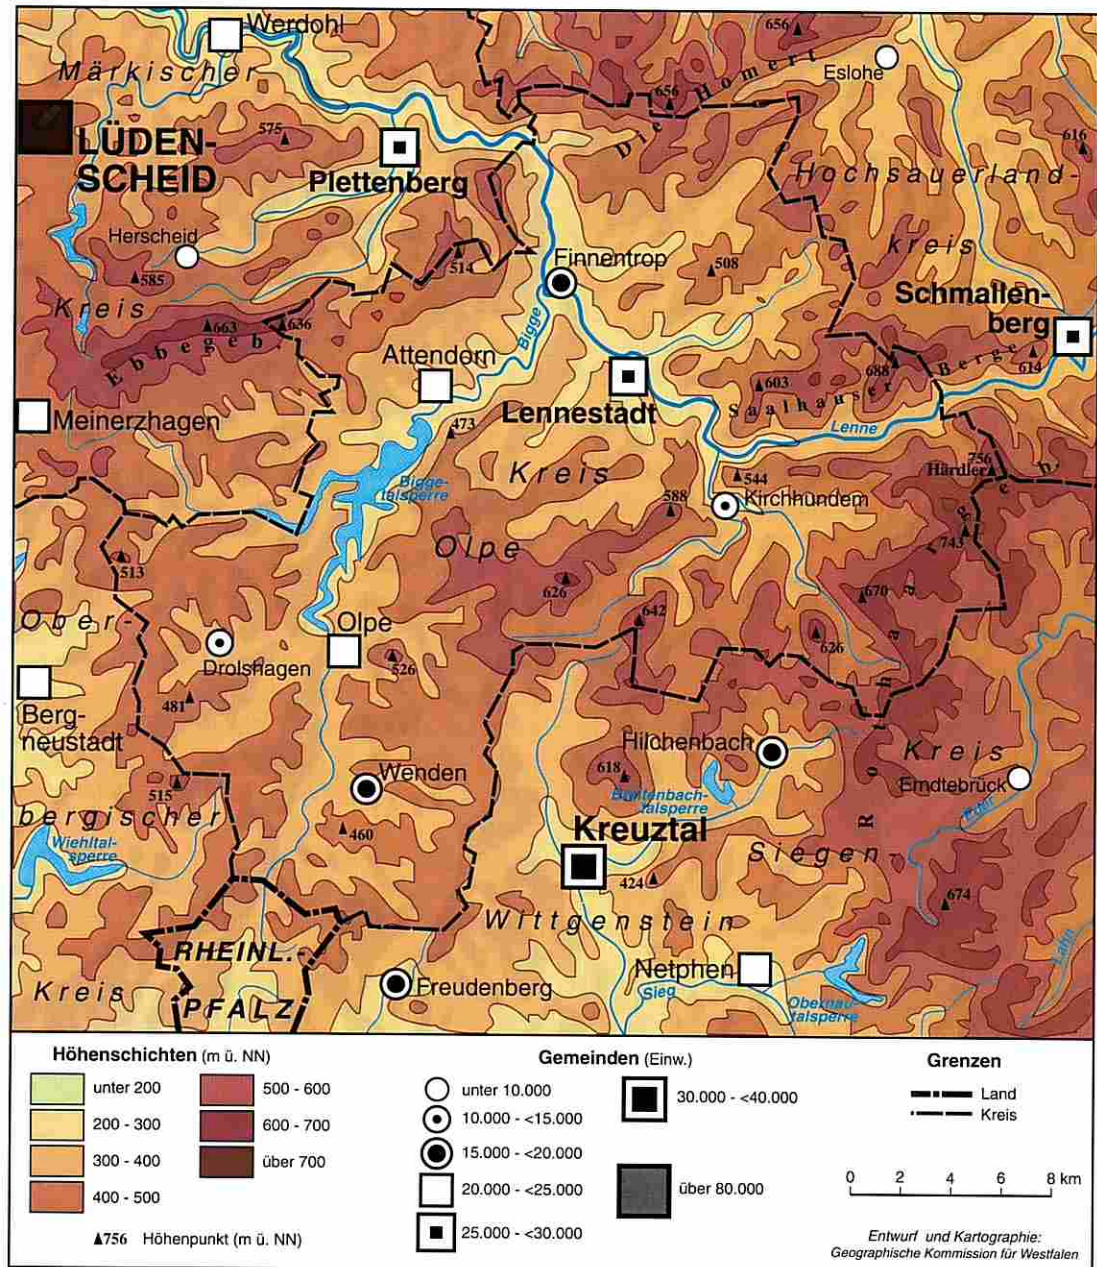 Werdohl
656
Eslohe
Märkischer
Die Homert
656
LÜDEN-
SCHEID
575
Plettenberg
616
Hochsauerland-
kreis
Herscheid
585
514
Finnentrop
508
Schmallen-
berg
Kreis
663
636
Ebbegeb.
Bigge
Attendorn
688
614
603
Saalhauser Berge
Meinerzhagen
Lennestadt
Lenne
473
Kreis
756
Härdler
Bigge-
talsperre
544
588
Kirchhundem
Olpe
743
513
626
670
Ober-
642
Olpe
626
Drolshagen
526
481
Berg-
neustadt
Hilchenbach
Kreis
Rothaargeb.
Wenden
618
Erndtebrück
515
Breitenbach-
talsperre
Eder
bergischer
Kreuztal
460
Wiehltal-
sperre
Siegen-
424
674
Wittgenstein
RHEINL.-
Netphen
Lahn
Kreis
PFALZ
Freudenberg
Sieg
Obernau-
talsperre
Höhenschichten (m ü. NN)
unter 200
200 - 300
300 - 400
400 - 500
500 - 600
600 - 700
über 700
▲756 Höhenpunkt (m ü. NN)
Gemeinden (Einw.)
unter 10.000
10.000 - <15.000
15.000 - <20.000
20.000 - <25.000
25.000 - <30.000
30.000 - <40.000
über 80.000
Grenzen
Land
Kreis
0 2 4 6 8 km
Entwurf und Kartographie:
Geographische Kommission für Westfalen